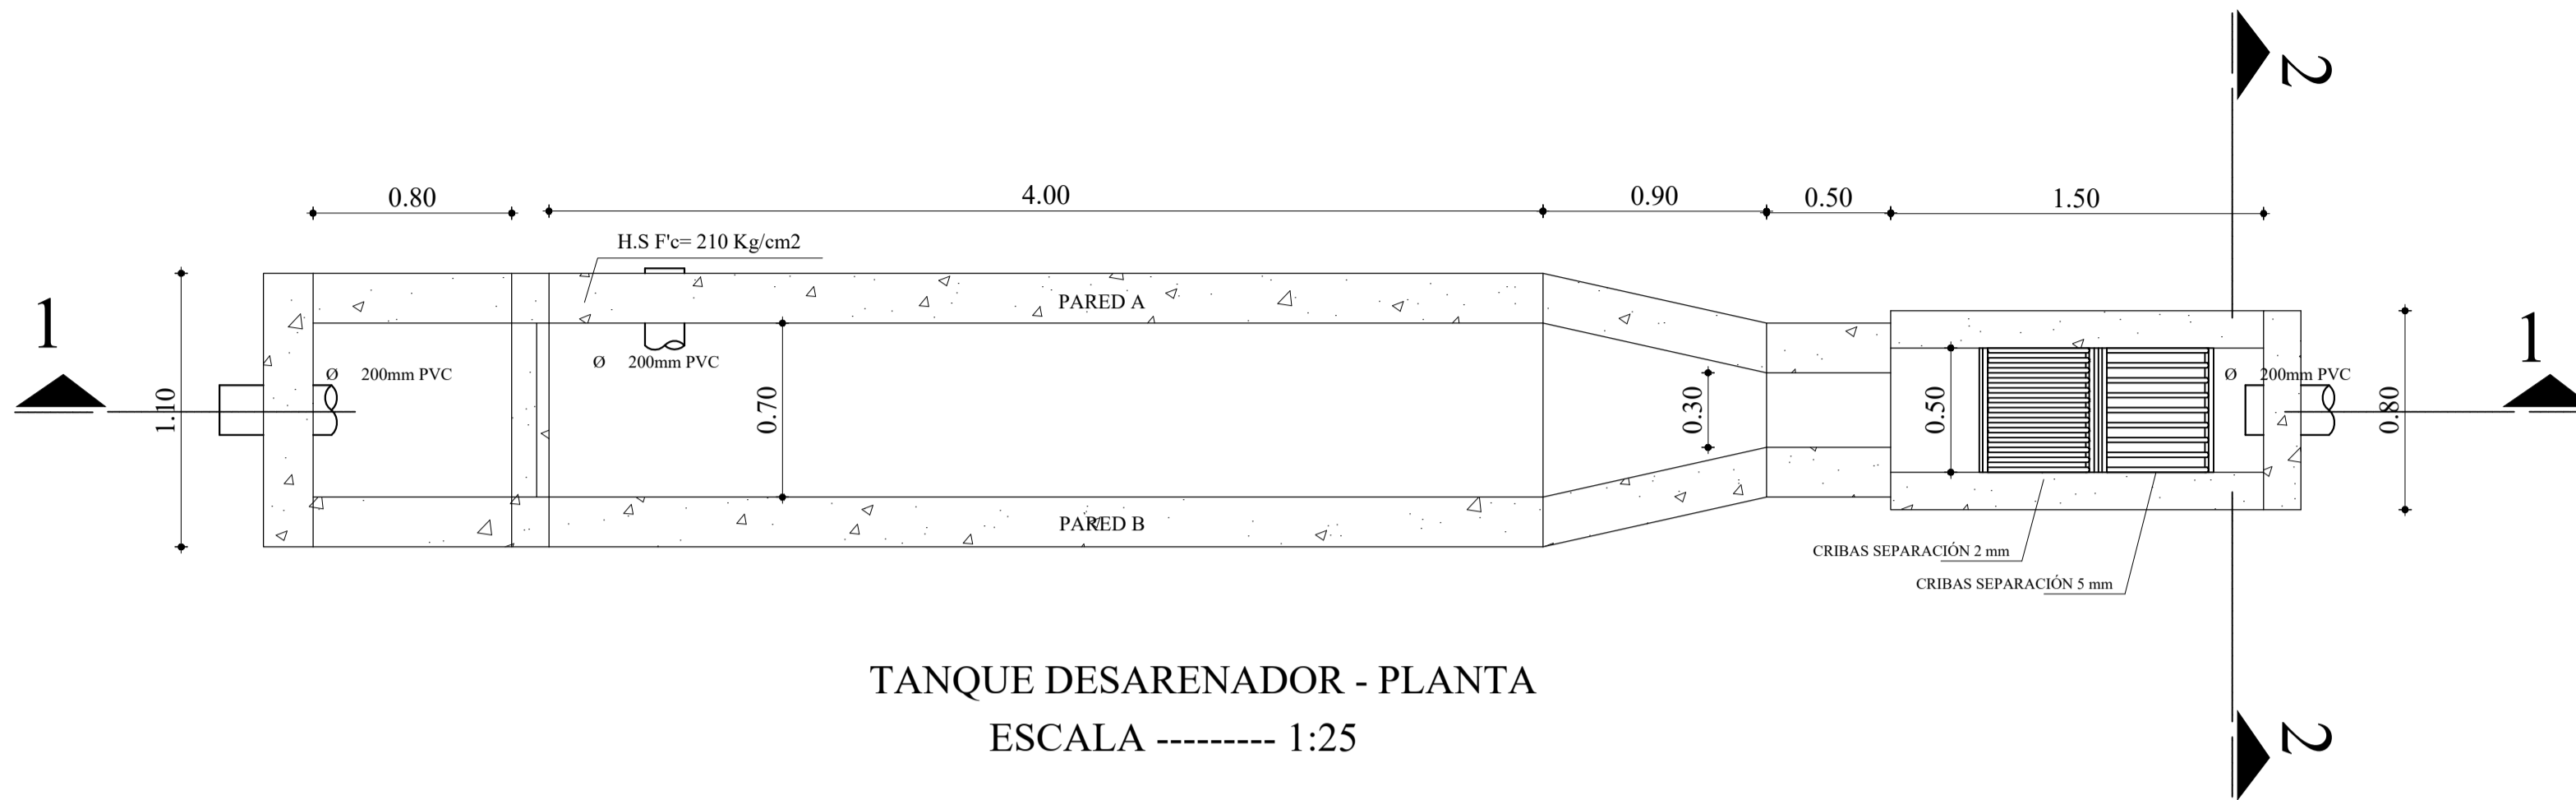 2
0.80
4.00
0.90
0.50
1.50
H.S F'c= 210 Kg/cm2
PARED A
1
1
Ø 200mm PVC
Ø 200mm PVC
Ø 200mm PVC
1.10
0.70
0.30
0.50
0.80
PARED B
CRIBAS SEPARACIÓN 2 mm
CRIBAS SEPARACIÓN 5 mm
TANQUE DESARENADOR - PLANTA
ESCALA --------- 1:25
2